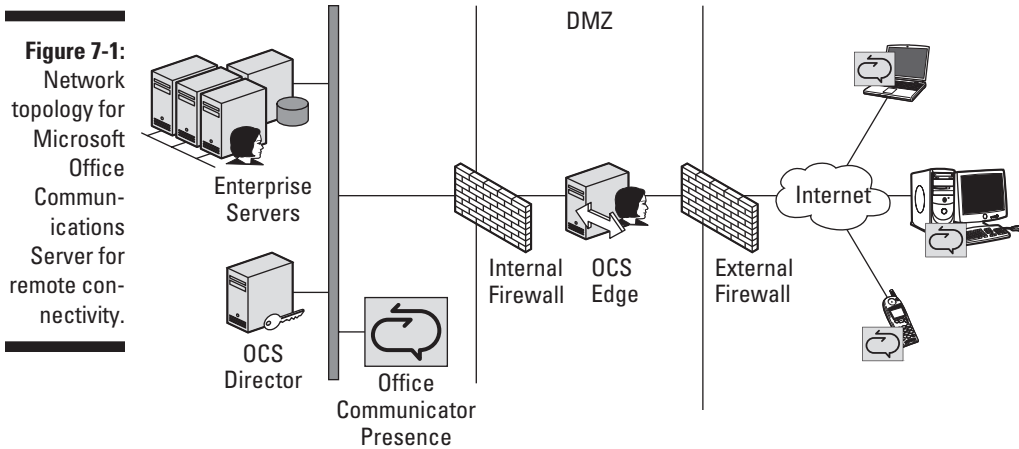 Figure 7-1:
Network
topology for
Microsoft
Office
Commun-
ications
Server for
remote con-
nectivity.
DMZ
Enterprise
Servers
OCS
Director
Office
Communicator
Presence
Internal
Firewall
OCS
Edge
External
Firewall
Internet